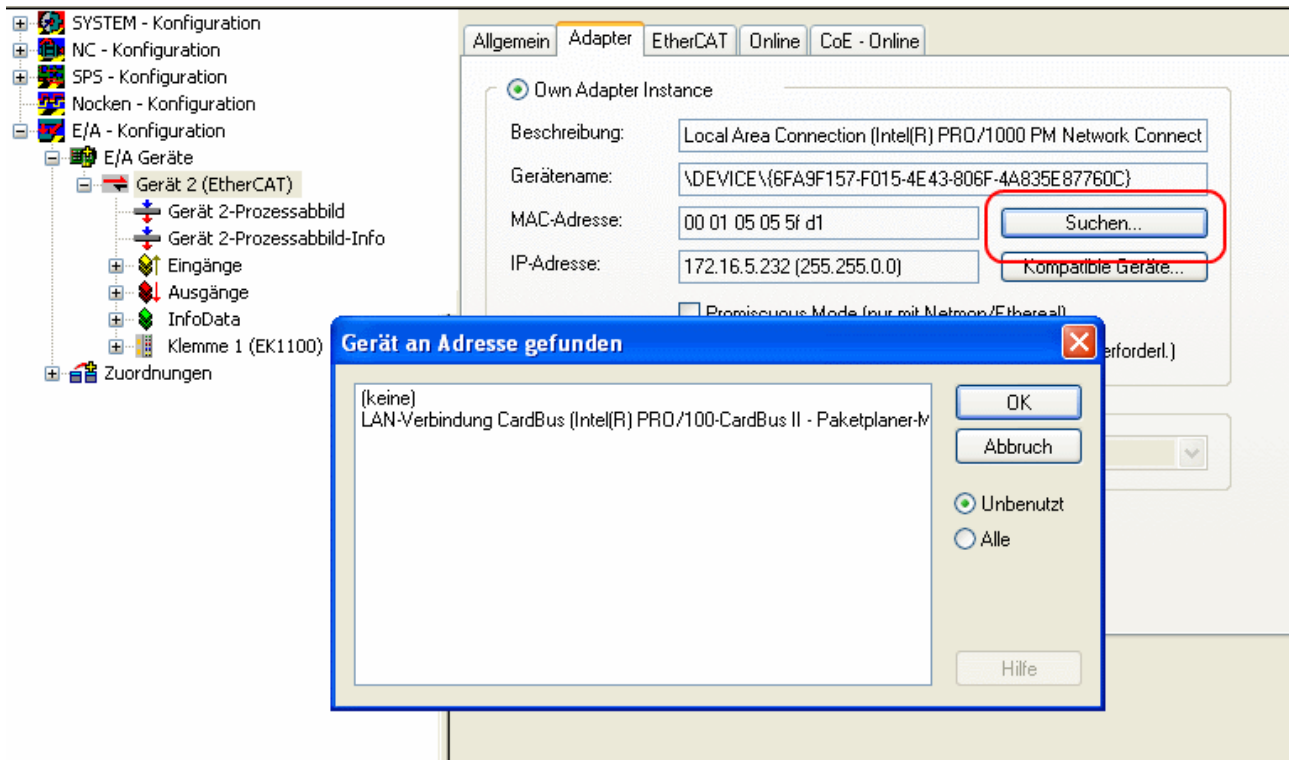 SYSTEM - Konfiguration
NC - Konfiguration
SPS - Konfiguration
Nocken - Konfiguration
E/A - Konfiguration
E/A Geräte
Gerät 2 (EtherCAT)
Gerät 2-Prozessabbild
Gerät 2-Prozessabbild-Info
Eingänge
Ausgänge
InfoData
Klemme 1 (EK1100)
Zuordnungen
Allgemein Adapter EtherCAT Online CoE - Online
Own Adapter Instance
Beschreibung: Local Area Connection (Intel(R) PRO/1000 PM Network Connect
Gerätename: \DEVICE\{6FA9F157-F015-4E43-806F-4A835E87760C}
MAC-Adresse: 00 01 05 05 5f d1 Suchen...
IP-Adresse: 172.16.5.232 (255.255.0.0) Kompatible Geräte...
Promiscuous Mode (nur mit Netmon/Ethereal)
erforderl.)
Gerät an Adresse gefunden
(keine)
LAN-Verbindung CardBus (Intel(R) PRO/100-CardBus II - Paketplaner-M
OK
Abbruch
Unbenutzt
Alle
Hilfe